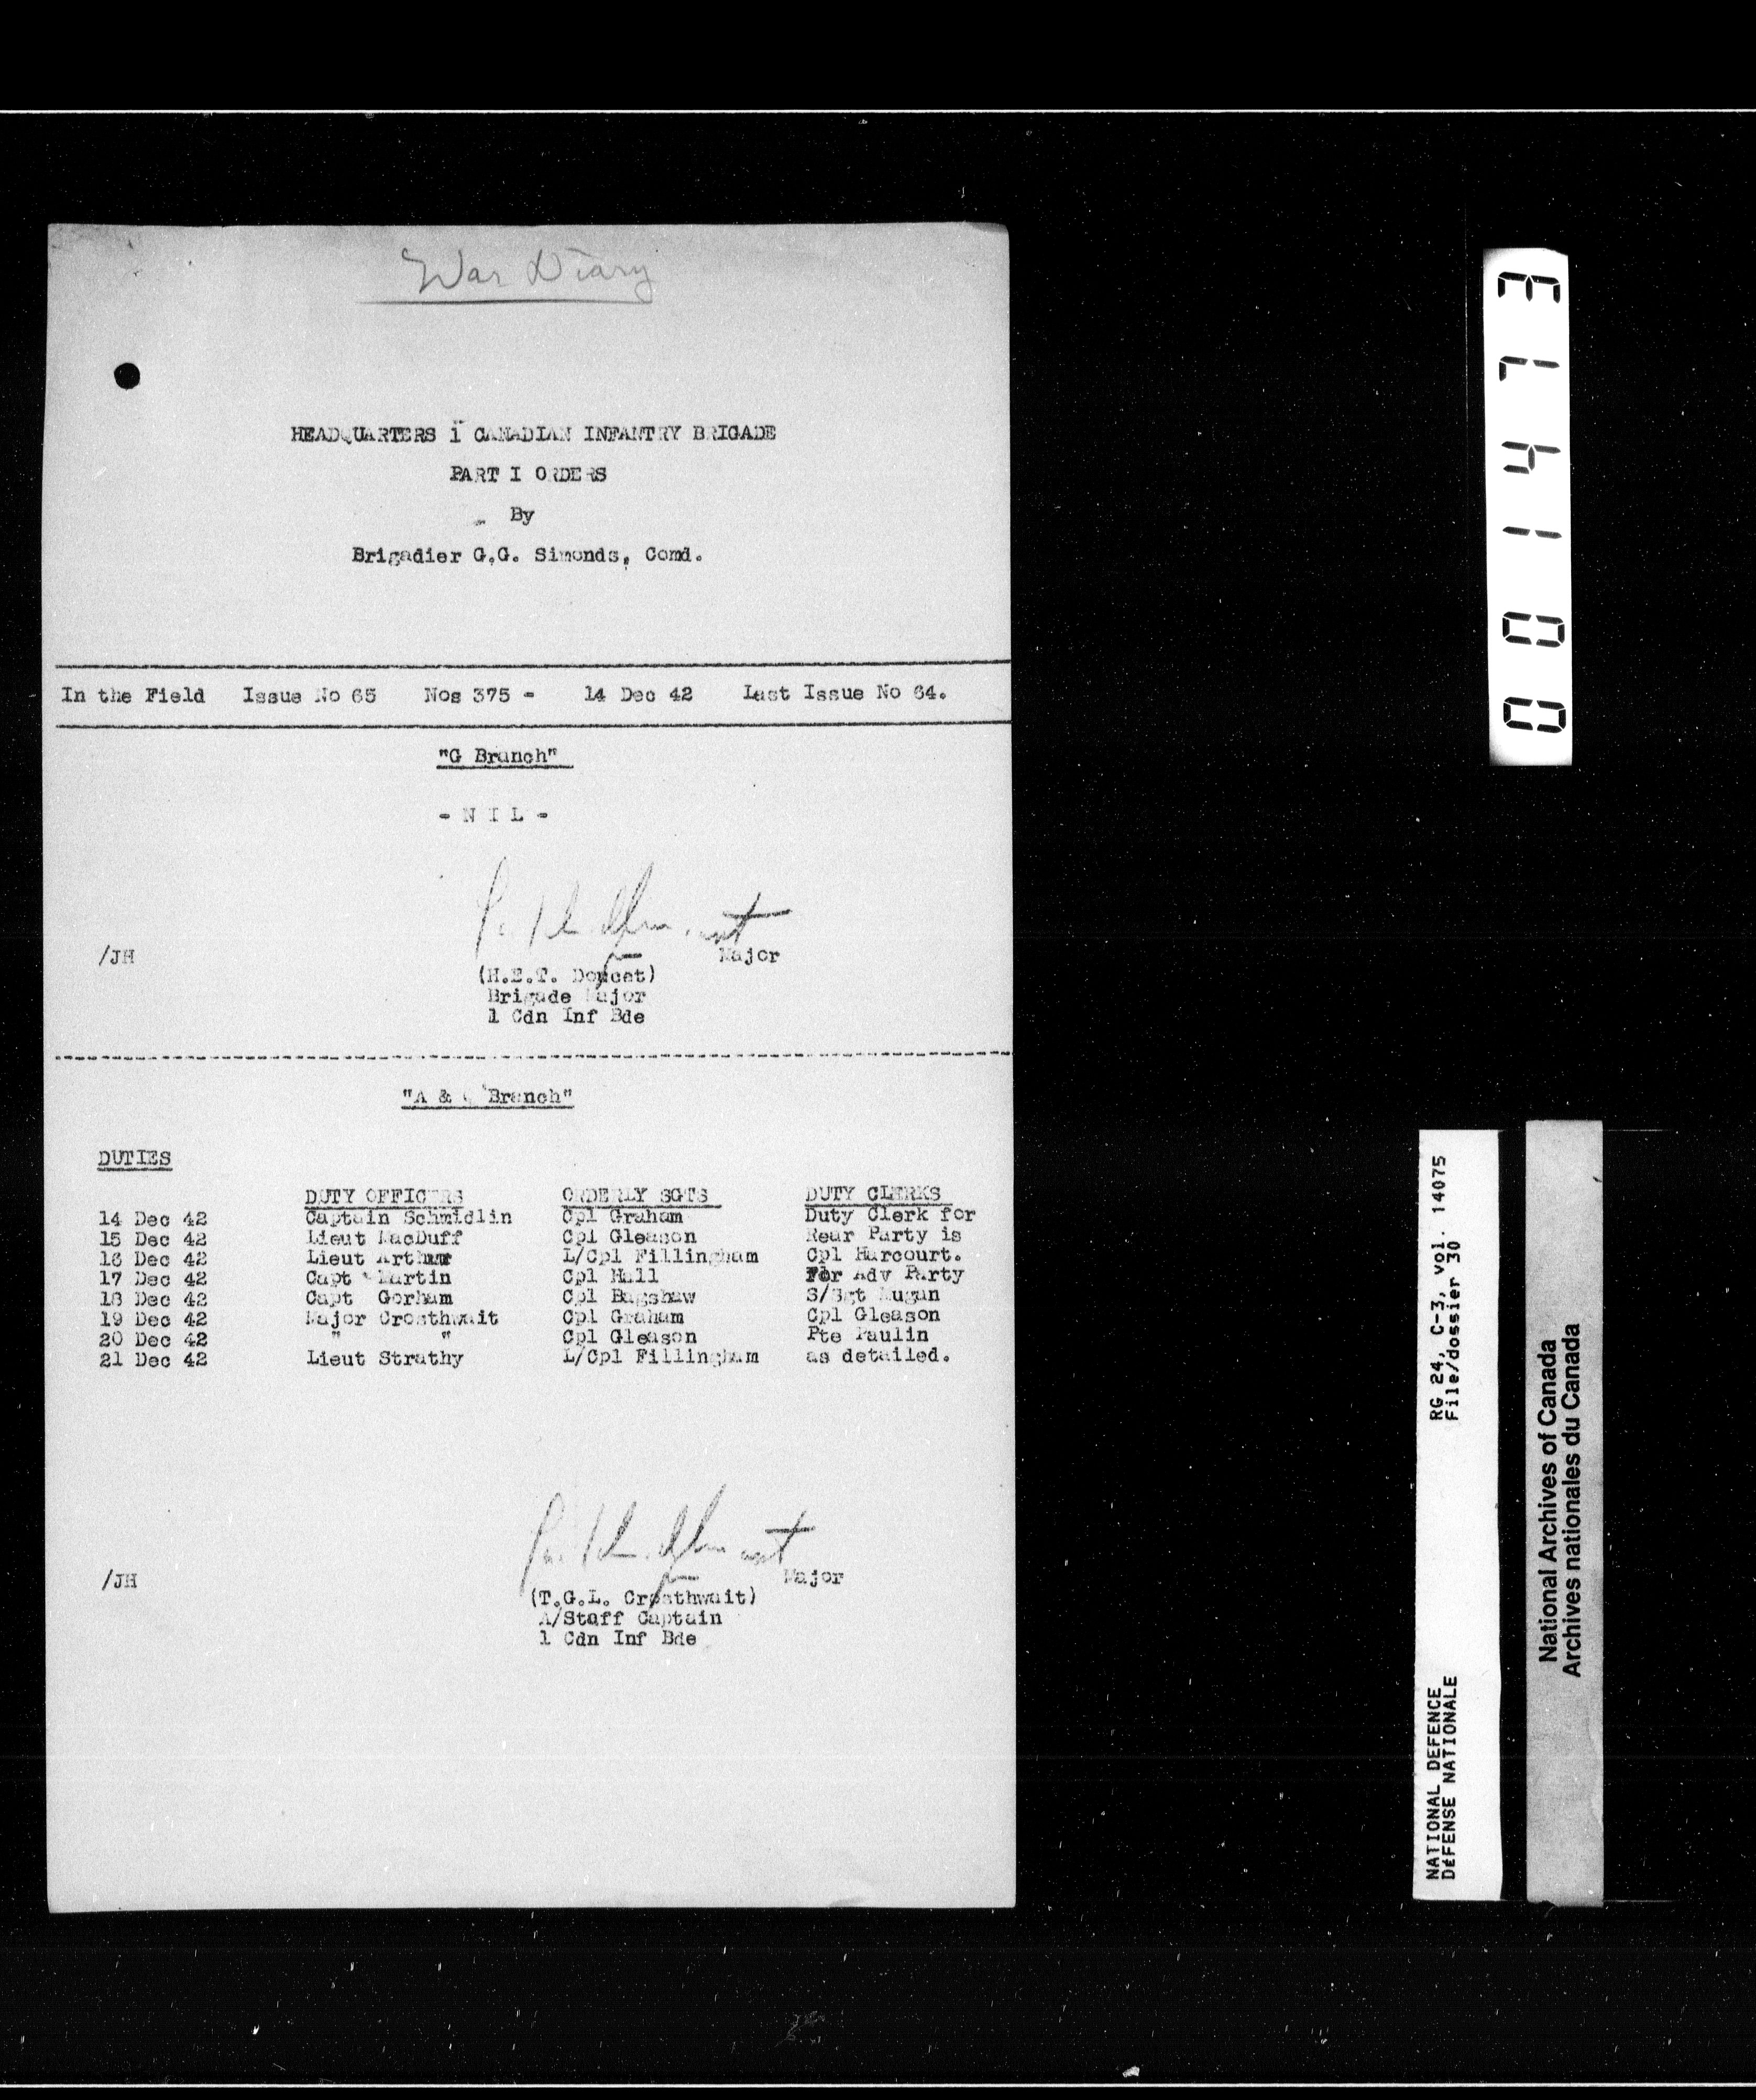 War Diary
HEADQUARTERS 1 CANADIAN INFANTRY BRIGADE
PART I ORDERS
By
Brigadier G.G. Simonds, Comd.
In the Field Issue No 65 Nos 375 - 14 Dec 42 Last Issue No 64.
"G Branch"
- N I L -
/JH Major
(H.E.T. Doucet)
Brigade Major
1 Cdn Inf Bde
"A & Q Branch"
DUTIES
DUTY OFFICERS ORDERLY SGTS DUTY CLERKS
14 Dec 42 Captain Schmidlin Cpl Graham Duty Clerk for
15 Dec 42 Lieut MacDuff Cpl Gleason Rear Party is
16 Dec 42 Lieut Arthur L/Cpl Fillingham Cpl Harcourt.
17 Dec 42 Capt Martin Cpl Hall For Adv Party
18 Dec 42 Capt Gorham Cpl Bagshaw S/Sgt Mugan
19 Dec 42 Major Crosthwait Cpl Graham Cpl Gleason
20 Dec 42 " " Cpl Gleason Pte Paulin
21 Dec 42 Lieut Strathy L/Cpl Fillingham as detailed.
/JH Major
(T.G.L. Crosthwait)
A/Staff Captain
1 Cdn Inf Bde
001473
RG 24, C-3, vol. 14075
File/dossier 30
NATIONAL DEFENCE
DÉFENSE NATIONALE
National Archives of Canada
Archives nationales du Canada